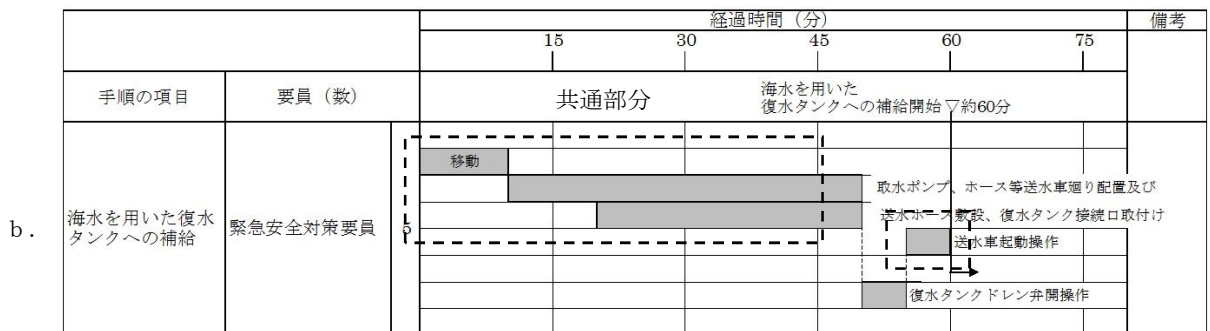 経過時間（分）
備考
15
30
45
60
75
手順の項目
要員（数）
共通部分
海水を用いた
復水タンクへの補給開始▽約60分
移動
取水ポンプ、ホース等送水車廻り配置及び
b．
海水を用いた復水
タンクへの補給
緊急安全対策要員
5
送水ホース敷設、復水タンク接続口取付け
送水車起動操作
復水タンクドレン弁開操作